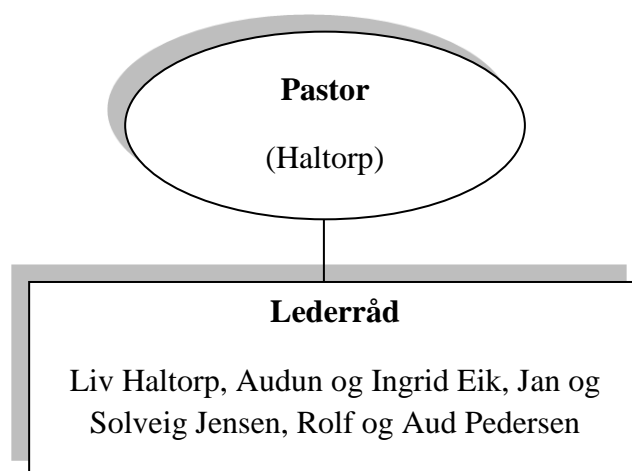 Pastor
(Haltorp)
Lederråd
Liv Haltorp, Audun og Ingrid Eik, Jan og
Solveig Jensen, Rolf og Aud Pedersen